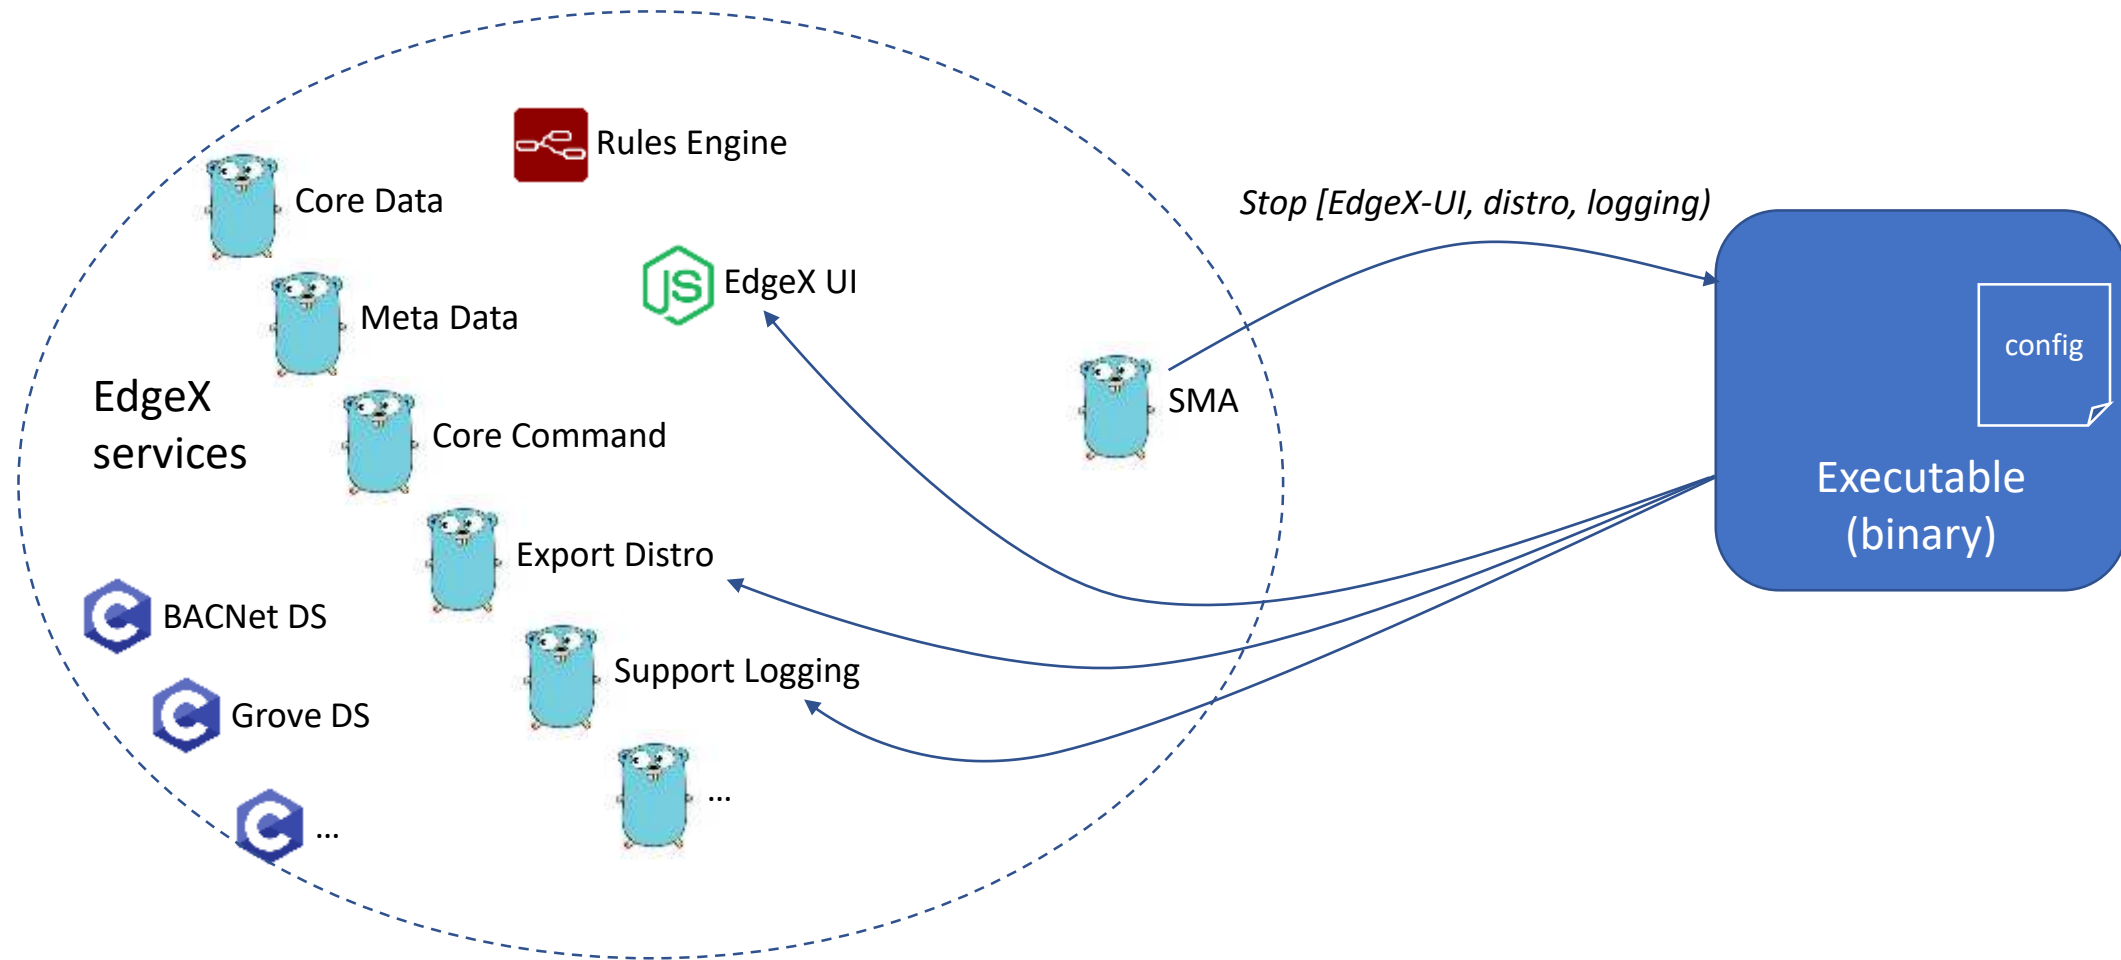 Rules Engine
Core Data
Stop [EdgeX-UI, distro, logging)
JS
EdgeX UI
Meta Data
config
EdgeX
services
SMA
Core Command
Executable
(binary)
Export Distro
C
BACNet DS
Support Logging
C
Grove DS
...
C
...